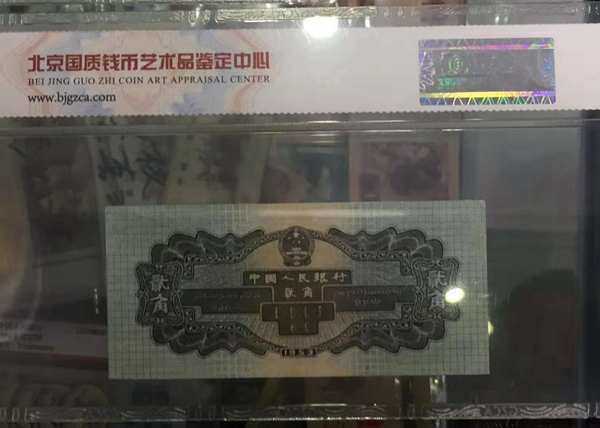 北京国质钱币艺术品鉴定中心
BEI JING GUO ZHI COIN ART APPRAISAL CENTER
www.bjgzca.com
中國人民銀行
貳角
貳角
貳角
1953